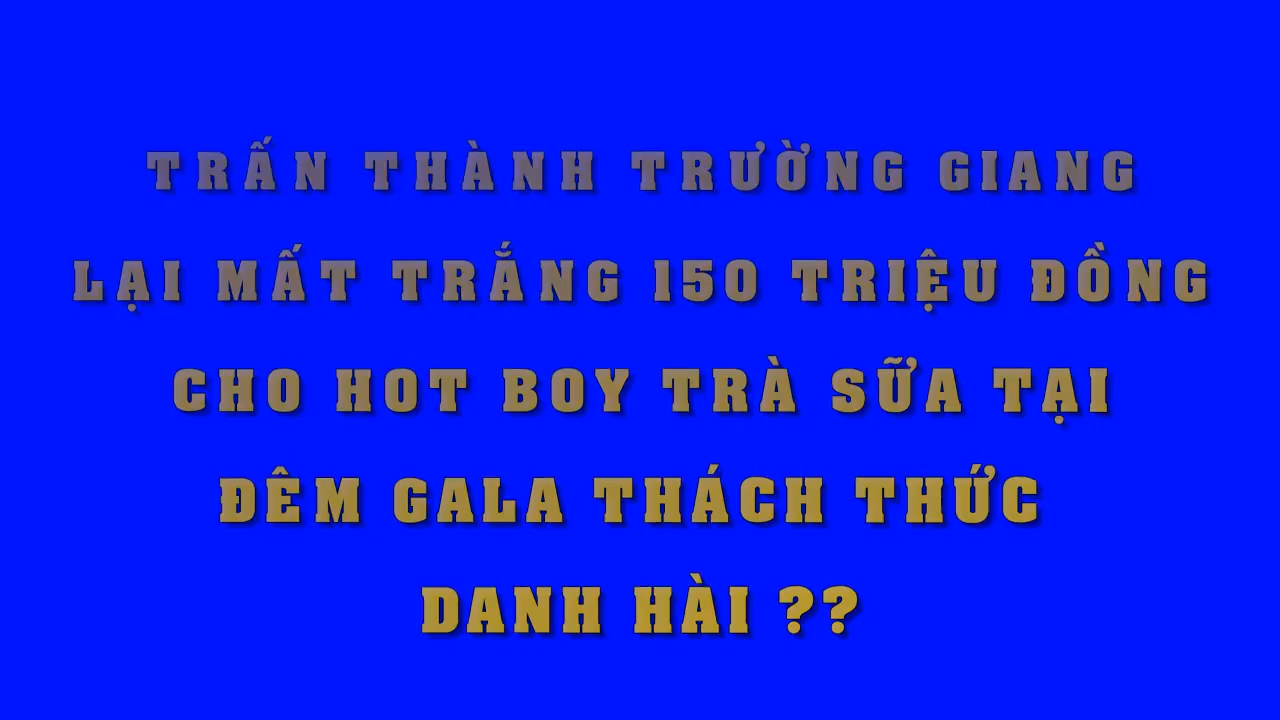 TRẤN THÀNH TRƯỜNG GIANG
LẠI MẤT TRẮNG 150 TRIỆU ĐỒNG
CHO HOT BOY TRÀ SỮA TẠI
ĐÊM GALA THÁCH THỨC
DANH HÀI ??